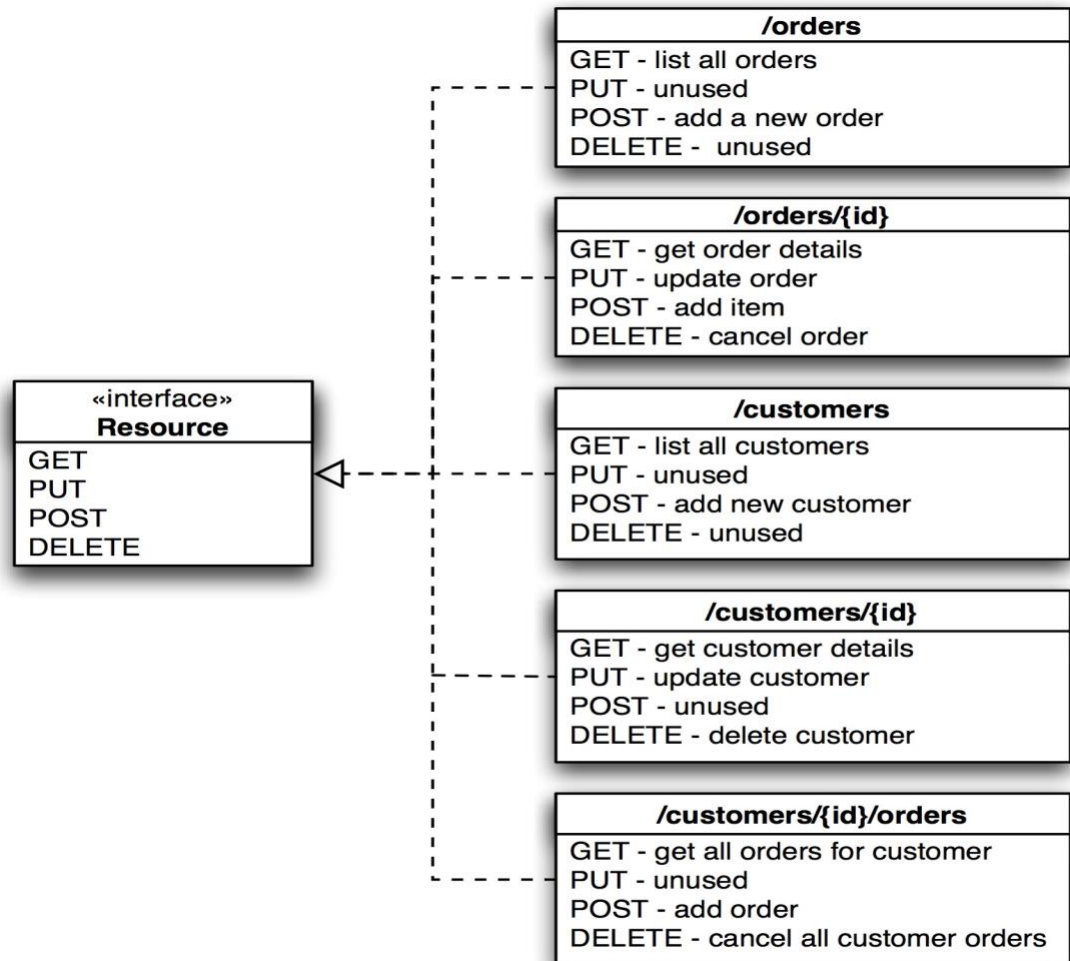 «interface»
Resource
GET
PUT
POST
DELETE
/orders
GET - list all orders
PUT - unused
POST - add a new order
DELETE -  unused
/orders/{id}
GET - get order details
PUT - update order
POST - add item
DELETE - cancel order
/customers
GET - list all customers
PUT - unused
POST - add new customer
DELETE - unused
/customers/{id}
GET - get customer details
PUT - update customer
POST - unused
DELETE - delete customer
/customers/{id}/orders
GET - get all orders for customer
PUT - unused
POST - add order
DELETE - cancel all customer orders